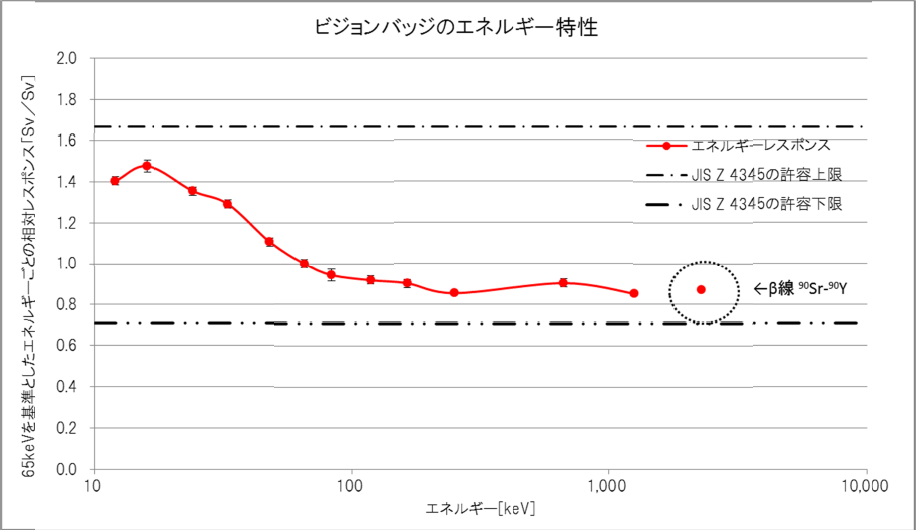 ビジョンバッジのエネルギー特性
65keVを基準としたエネルギーごとの相対レスポンス「Sv／Sv]
2.0
1.8
1.6
1.4
1.2
1.0
0.8
0.6
0.4
0.2
0.0
エネルギーレスポンス
JIS Z 4345の許容上限
JIS Z 4345の許容下限
←β線 ⁹⁰Sr-⁹⁰Y
10
100
1,000
10,000
エネルギー[keV]